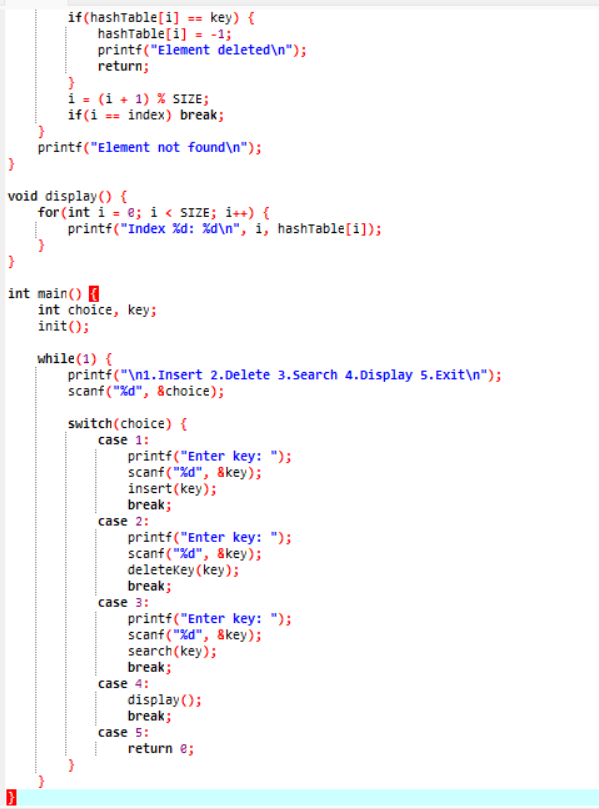 if(hashTable[i] == key) {
            hashTable[i] = -1;
            printf("Element deleted\n");
            return;
        }
        i = (i + 1) % SIZE;
        if(i == index) break;
    }
    printf("Element not found\n");
}

void display() {
    for(int i = 0; i < SIZE; i++) {
        printf("Index %d: %d\n", i, hashTable[i]);
    }
}

int main() {
    int choice, key;
    init();

    while(1) {
        printf("\n1.Insert 2.Delete 3.Search 4.Display 5.Exit\n");
        scanf("%d", &choice);

        switch(choice) {
            case 1:
                printf("Enter key: ");
                scanf("%d", &key);
                insert(key);
                break;
            case 2:
                printf("Enter key: ");
                scanf("%d", &key);
                deleteKey(key);
                break;
            case 3:
                printf("Enter key: ");
                scanf("%d", &key);
                search(key);
                break;
            case 4:
                display();
                break;
            case 5:
                return 0;
        }
    }
}